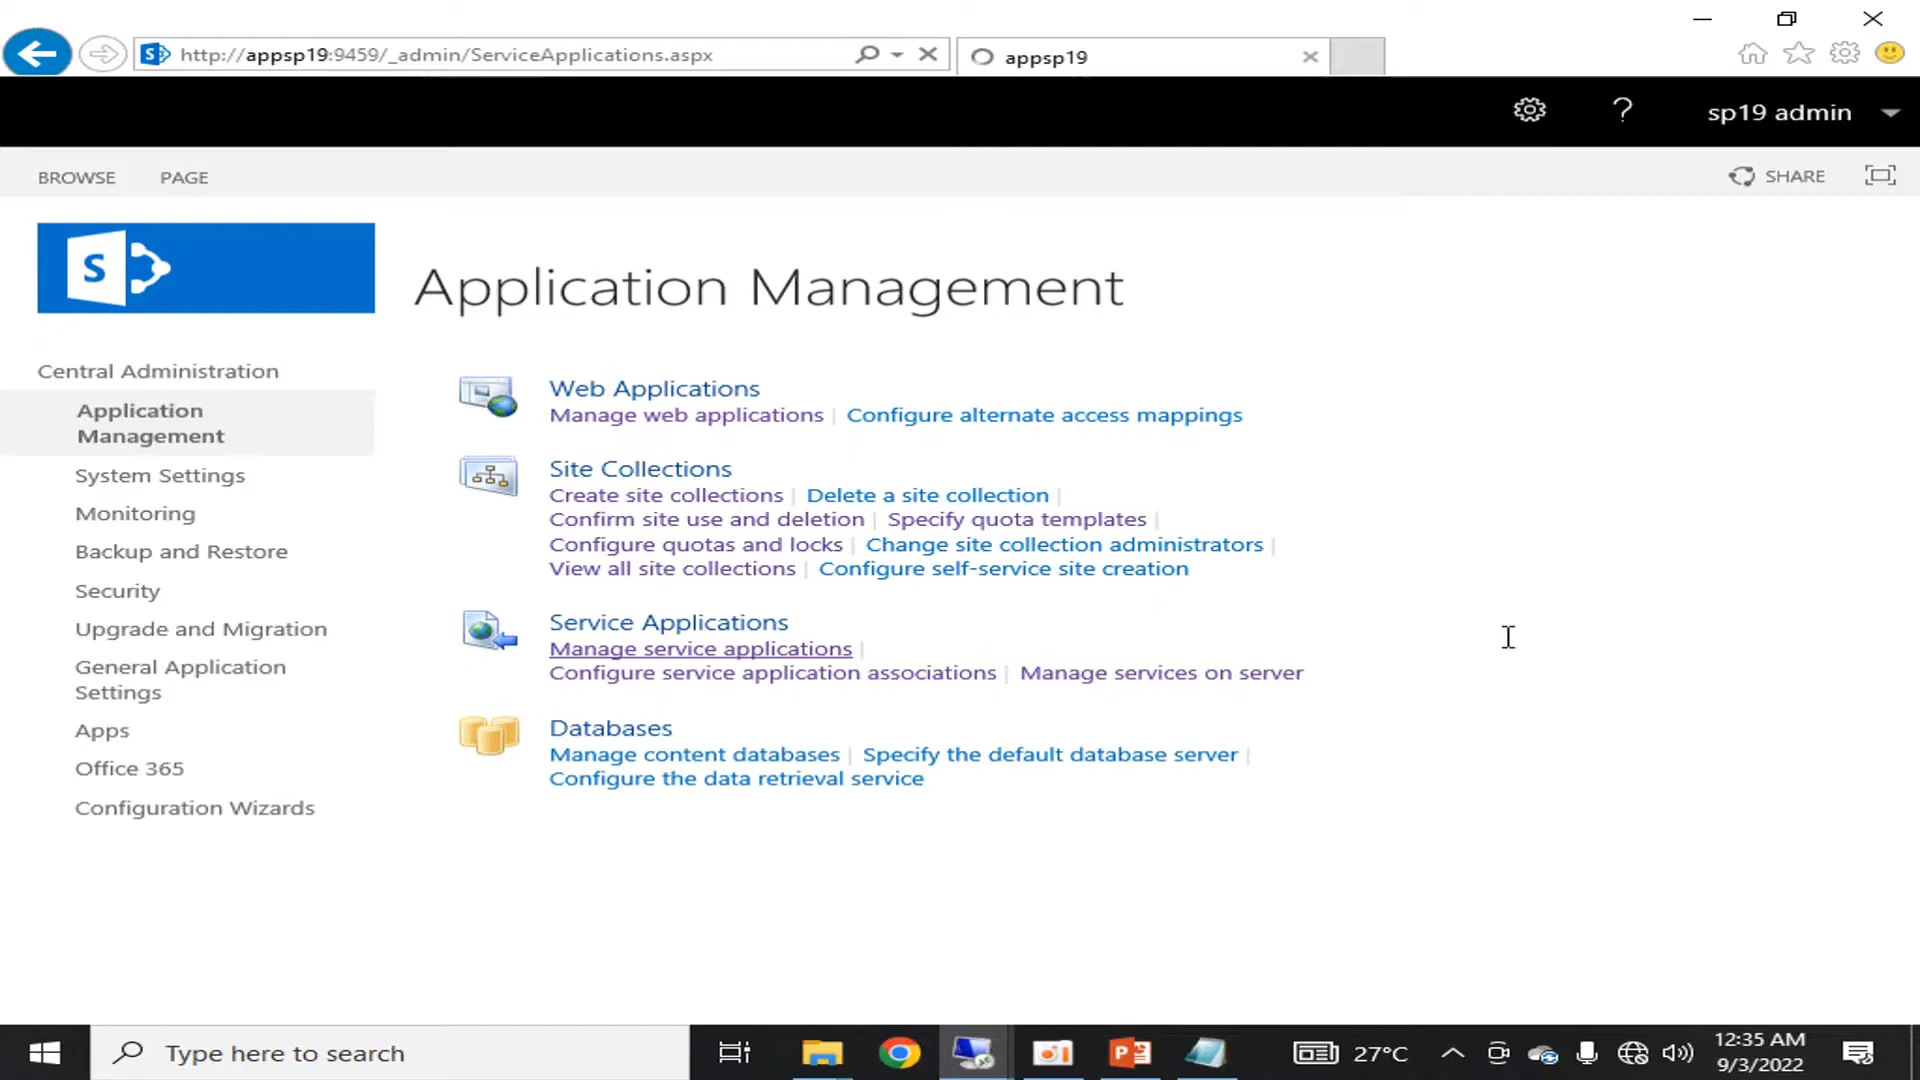 http://appsp19:9459/_admin/ServiceApplications.aspx
appsp19
sp19 admin
BROWSE
PAGE
SHARE
S
Application Management
Central Administration
Application
Management
System Settings
Monitoring
Backup and Restore
Security
Upgrade and Migration
General Application
Settings
Apps
Office 365
Configuration Wizards
Web Applications
Manage web applications | Configure alternate access mappings
Site Collections
Create site collections | Delete a site collection |
Confirm site use and deletion | Specify quota templates |
Configure quotas and locks | Change site collection administrators |
View all site collections | Configure self-service site creation
Service Applications
Manage service applications |
Configure service application associations | Manage services on server
Databases
Manage content databases | Specify the default database server |
Configure the data retrieval service
Type here to search
27°C
12:35 AM
9/3/2022